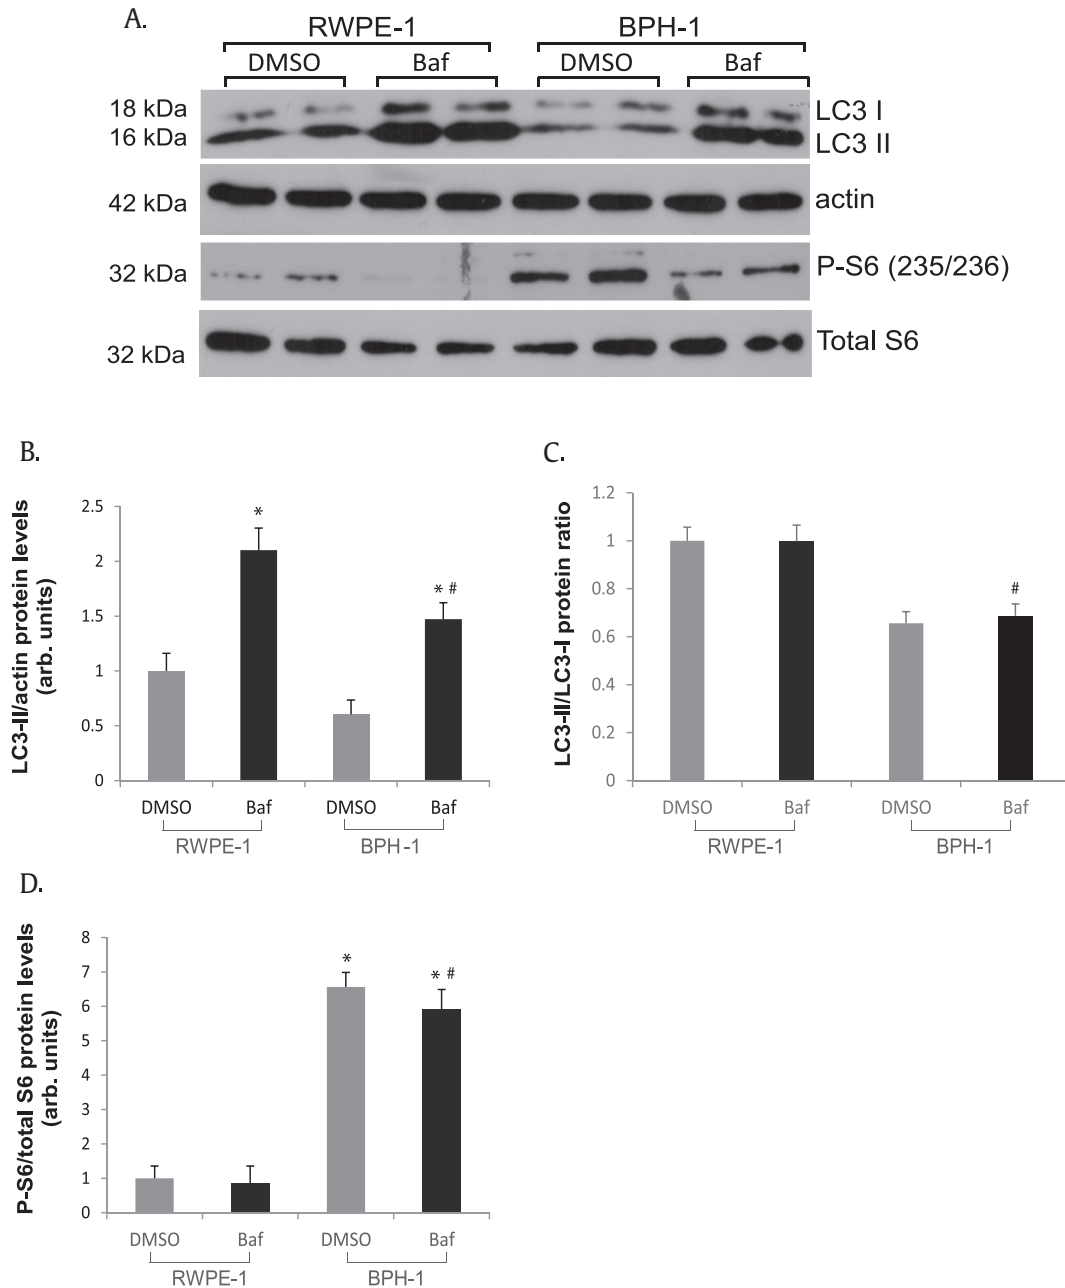 A.
RWPE-1 BPH-1
DMSO Baf DMSO Baf
18 kDa LC3 I
16 kDa LC3 II
42 kDa actin
32 kDa P-S6 (235/236)
32 kDa Total S6
B.
LC3-II/actin protein levels
(arb. units)
2.5
2
1.5
1
0.5
0
*
* #
DMSO Baf DMSO Baf
RWPE-1 BPH-1
C.
LC3-II/LC3-I protein ratio
1.2
1
0.8
0.6
0.4
0.2
0
#
DMSO Baf DMSO Baf
RWPE-1 BPH-1
D.
P-S6/total S6 protein levels
(arb. units)
8
7
6
5
4
3
2
1
0
*
* #
DMSO Baf DMSO Baf
RWPE-1 BPH-1